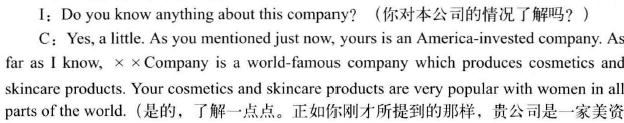 I：Do you know anything about this company? （你对本公司的情况了解吗？）
C：Yes, a little. As you mentioned just now, yours is an America-invested company. As
far as I know, ××Company is a world-famous company which produces cosmetics and
skincare products. Your cosmetics and skincare products are very popular with women in all
parts of the world.（是的，了解一点点。正如你刚才所提到的那样，贵公司是一家美资